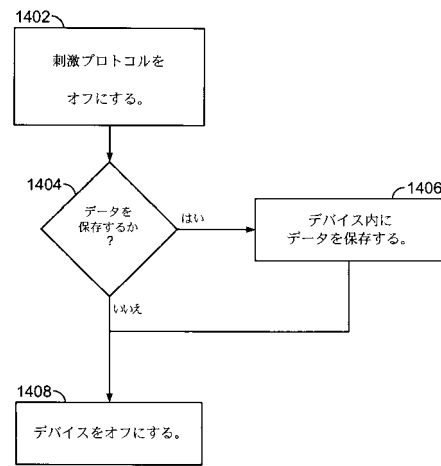 1402
刺激プロトコルを
オフにする。
1404
データを
保存するか
?
はい
1406
デバイス内に
データを保存する。
いいえ
1408
デバイスをオフにする。